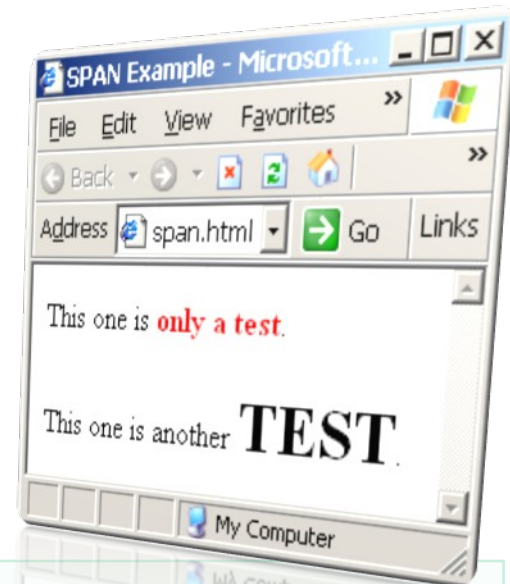 SPAN Example - Microsoft...
File Edit View Favorites »
Back »
Address span.html Go Links
This one is only a test.
This one is another TEST.
My Computer